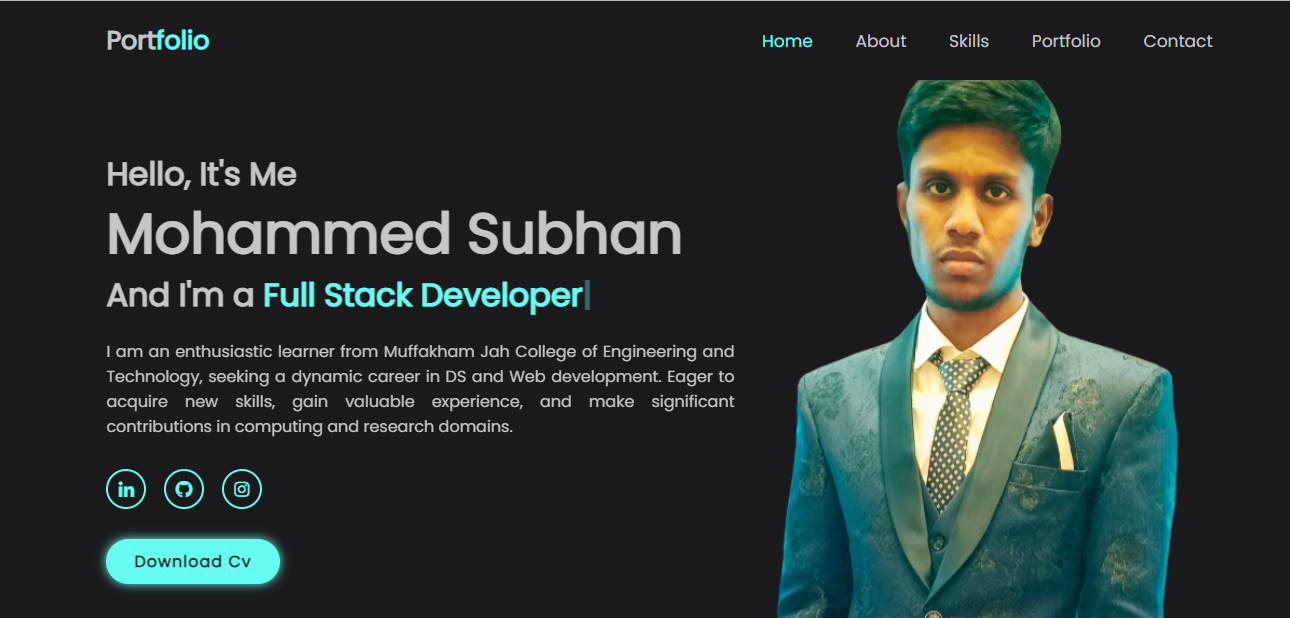 Portfolio
Home About Skills Portfolio Contact
Hello, It's Me
Mohammed Subhan
And I'm a Full Stack Developer
I am an enthusiastic learner from Muffakham Jah College of Engineering and
Technology, seeking a dynamic career in DS and Web development. Eager to
acquire new skills, gain valuable experience, and make significant
contributions in computing and research domains.
in
Download Cv